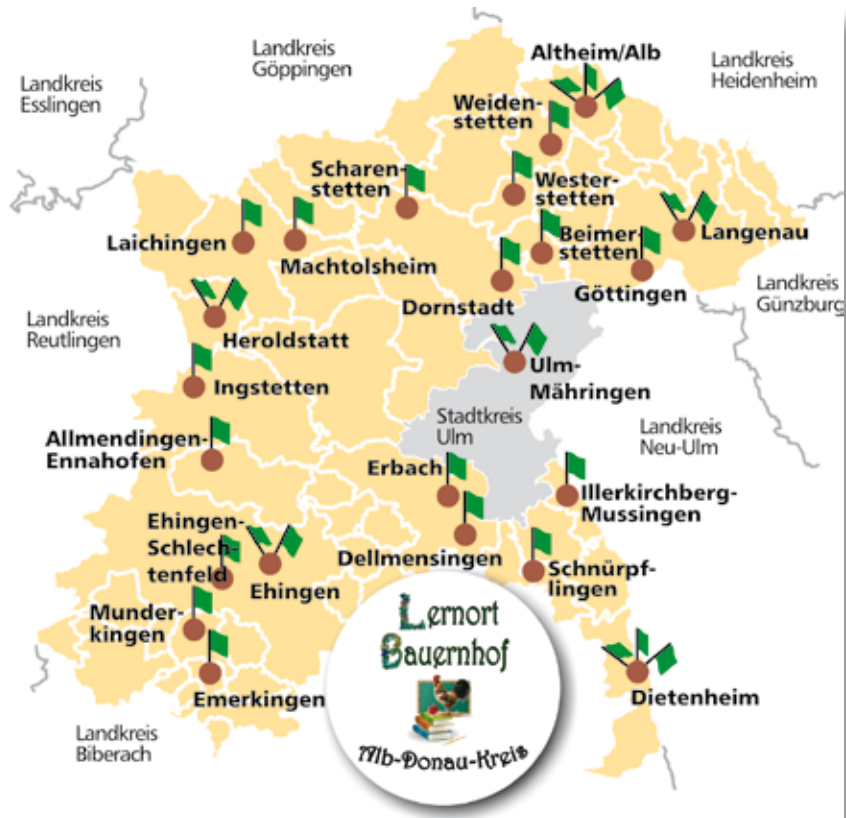 Landkreis
Göppingen
Altheim/Alb
Landkreis
Heidenheim
Landkreis
Esslingen
Weiden-
stetten
Scharen-
stetten
Wester-
stetten
Laichingen
Machtolsheim
Beimer-
stetten
Langenau
Dornstadt
Göttingen
Landkreis
Günzburg
Landkreis
Reutlingen
Heroldstatt
Ulm-
Mähringen
Ingstetten
Stadtkreis
Ulm
Landkreis
Neu-Ulm
Allmendingen-
Ennahofen
Erbach
Illerkirchberg-
Mussingen
Ehingen-
Schlech-
tenfeld
Ehingen
Dellmensingen
Schnürpf-
lingen
Munder-
kingen
Emerkingen
Lernort
Bauernhof
Alb-Donau-Kreis
Dietenheim
Landkreis
Biberach